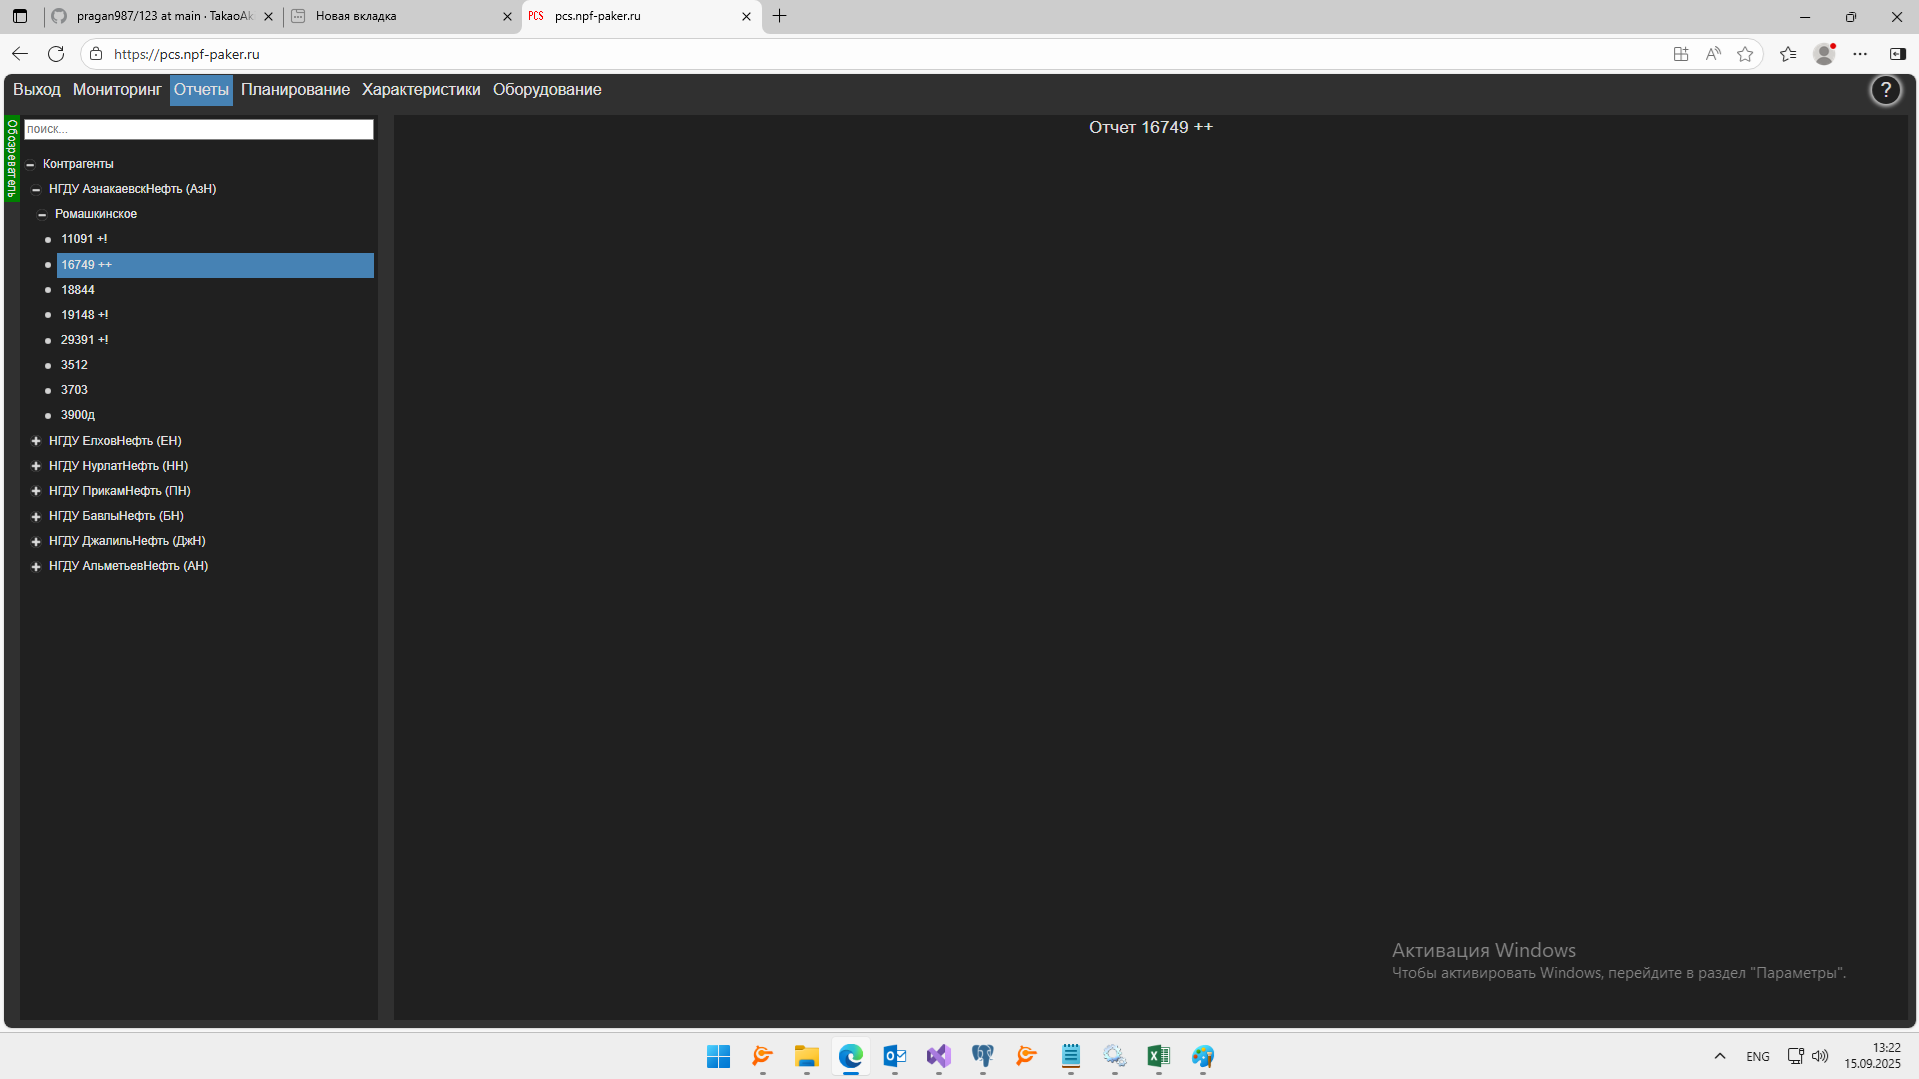 pragan987/123 at main · TakaoAk
Новая вкладка
PCS pcs.npf-paker.ru
https://pcs.npf-paker.ru
Выход Мониторинг Отчеты Планирование Характеристики Оборудование ?
Обозреватель
поиск...
Отчет 16749 ++
Контрагенты
НГДУ АзнакаевскНефть (АзН)
Ромашкинское
11091 +!
16749 ++
18844
19148 +!
29391 +!
3512
3703
3900д
НГДУ ЕлховНефть (ЕН)
НГДУ НурлатНефть (НН)
НГДУ ПрикамНефть (ПН)
НГДУ БавлыНефть (БН)
НГДУ ДжалильНефть (ДжН)
НГДУ АльметьевНефть (АН)
Активация Windows
Чтобы активировать Windows, перейдите в раздел "Параметры".
ENG
13:22
15.09.2025